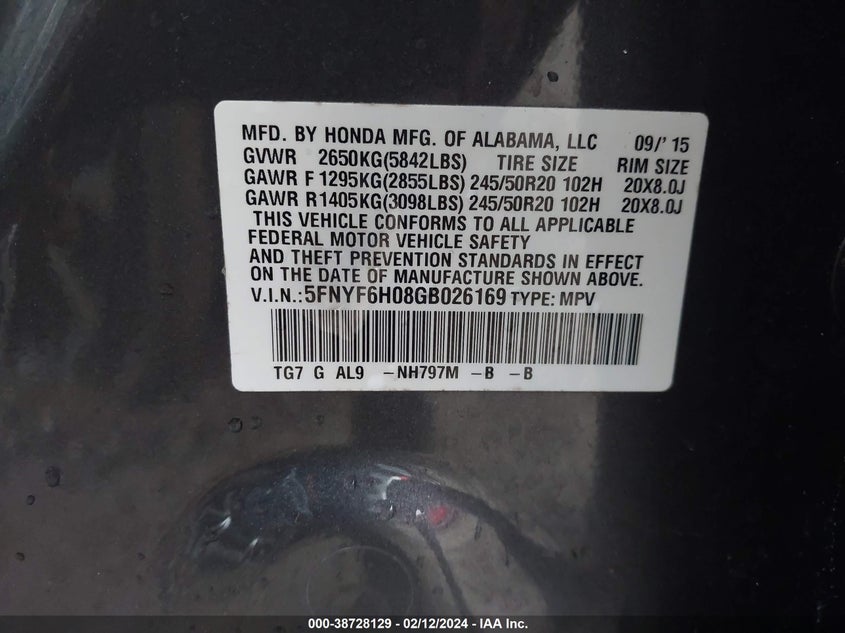 MFD. BY HONDA MFG. OF ALABAMA, LLC 09/'15
GVWR 2650KG(5842LBS) TIRE SIZE RIM SIZE
GAWR F 1295KG(2855LBS) 245/50R20 102H 20X8.0J
GAWR R1405KG(3098LBS) 245/50R20 102H 20X8.0J
THIS VEHICLE CONFORMS TO ALL APPLICABLE
FEDERAL MOTOR VEHICLE SAFETY
AND THEFT PREVENTION STANDARDS IN EFFECT
ON THE DATE OF MANUFACTURE SHOWN ABOVE.
V.I.N.:5FNYF6H08GB026169 TYPE: MPV
TG7 G AL9 -NH797M -B -B
000-38728129 - 02/12/2024 - IAA Inc.